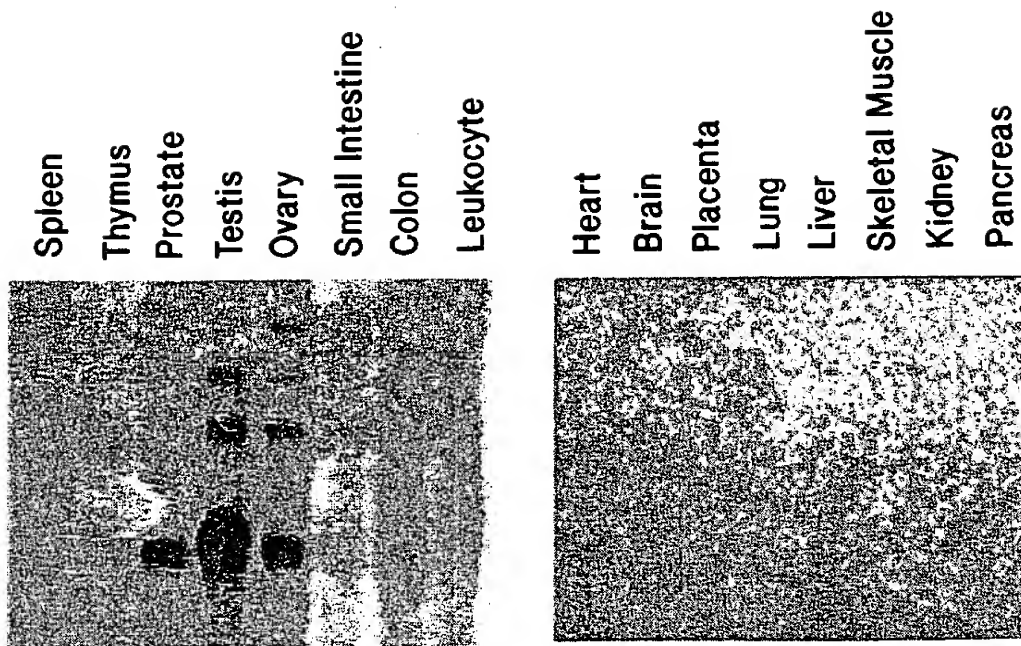 Spleen
Thymus
Prostate
Testis
Ovary
Small Intestine
Colon
Leukocyte
Heart
Brain
Placenta
Lung
Liver
Skeletal Muscle
Kidney
Pancreas